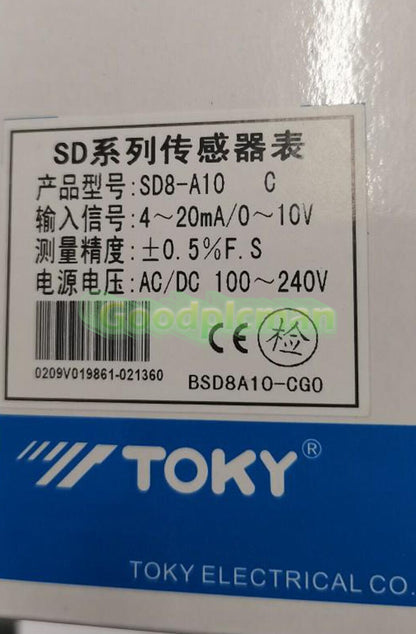 SD系列传感器表
产品型号:SD8-A10 C
输入信号:4～20mA/0～10V
测量精度:±0.5%F.S
电源电压:AC/DC 100～240V
Goodplcman
CE 检
0209V019861-021360
BSD8A10-CG0
TOKY®
TOKY ELECTRICAL CO.